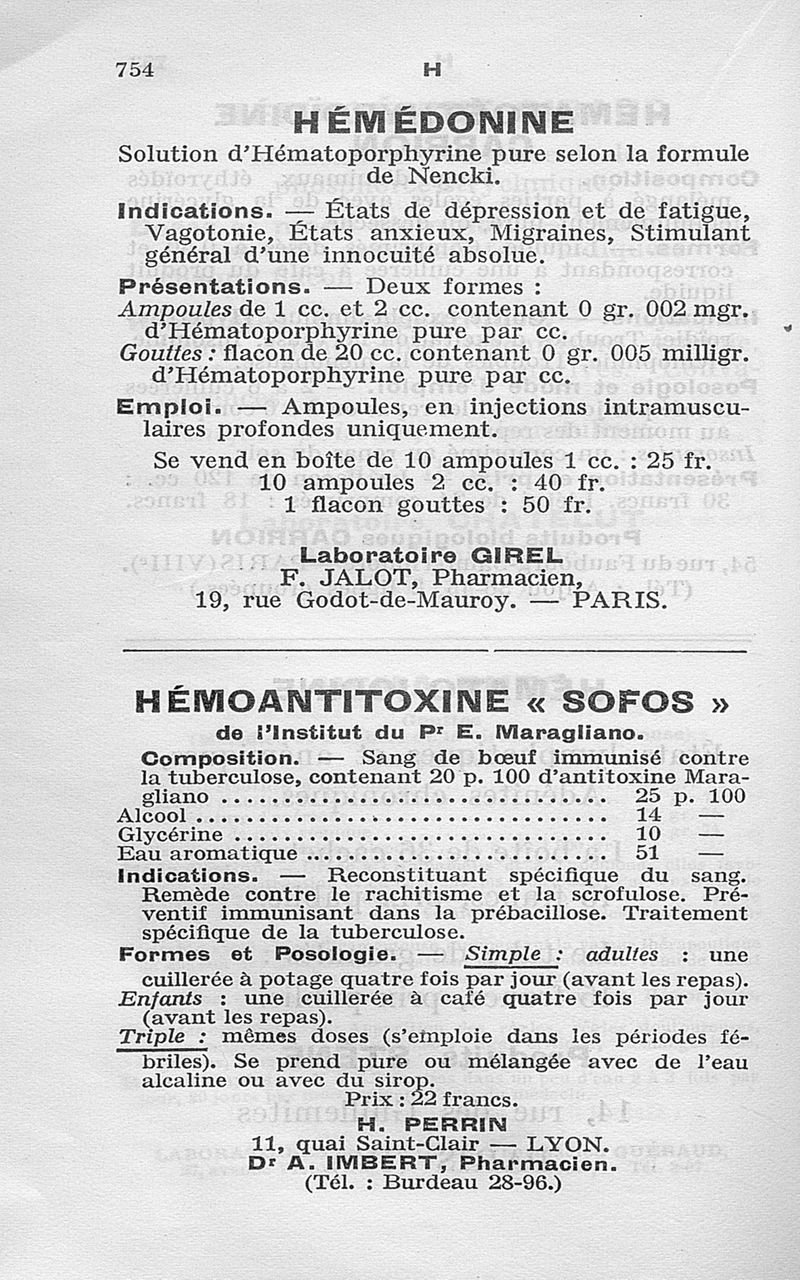 754
H
HÉMÉDONINE
Solution d'Hématoporphyrine pure selon la formule
de Nencki.
Indications. — États de dépression et de fatigue,
Vagotonie, États anxieux, Migraines, Stimulant
général d'une innocuité absolue.
Présentations. — Deux formes :
Ampoules de 1 cc. et 2 cc. contenant 0 gr. 002 mgr.
d'Hématoporphyrine pure par cc.
Gouttes : flacon de 20 cc. contenant 0 gr. 005 milligr.
d'Hématoporphyrine pure par cc.
Emploi. — Ampoules, en injections intramuscu-
laires profondes uniquement.
Se vend en boîte de 10 ampoules 1 cc. : 25 fr.
10 ampoules 2 cc. : 40 fr.
1 flacon gouttes : 50 fr.
Laboratoire GIREL
F. JALOT, Pharmacien,
19, rue Godot-de-Mauroy. — PARIS.
HÉMOANTITOXINE « SOFOS »
de l'Institut du Pr E. Maragliano.
Composition. — Sang de bœuf immunisé contre
la tuberculose, contenant 20 p. 100 d'antitoxine Mara-
gliano ............................... 25 p. 100
Alcool ................................ 14 —
Glycérine .............................. 10 —
Eau aromatique ........................ 51 —
Indications. — Reconstituant spécifique du sang.
Remède contre le rachitisme et la scrofulose. Pré-
ventif immunisant dans la prébacillose. Traitement
spécifique de la tuberculose.
Formes et Posologie. — Simple : adultes : une
cuillerée à potage quatre fois par jour (avant les repas).
Enfants : une cuillerée à café quatre fois par jour
(avant les repas).
Triple : mêmes doses (s'emploie dans les périodes fé-
briles). Se prend pure ou mélangée avec de l'eau
alcaline ou avec du sirop.
Prix : 22 francs.
H. PERRIN
11, quai Saint-Clair — LYON.
Dr A. IMBERT, Pharmacien.
(Tél. : Burdeau 28-96.)